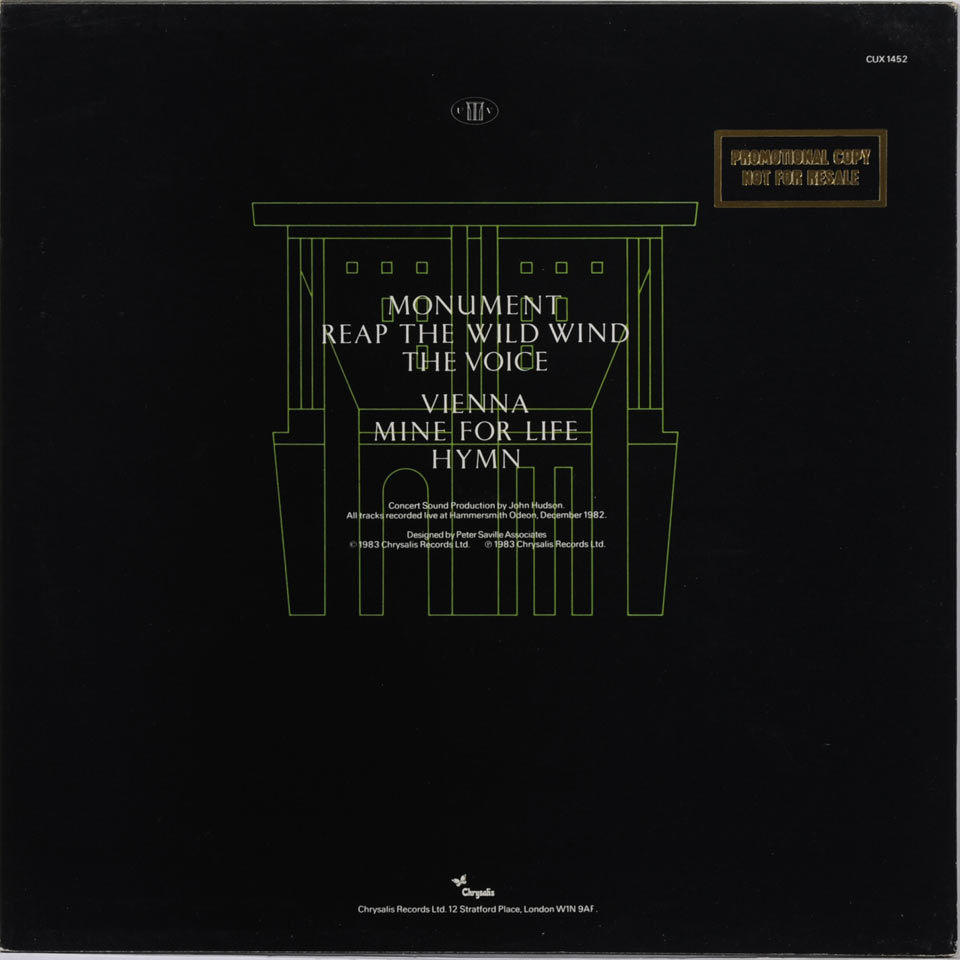 CUX 1452
U V
PROMOTIONAL COPY
NOT FOR RESALE
MONUMENT
REAP THE WILD WIND
THE VOICE
VIENNA
MINE FOR LIFE
HYMN
Concert Sound Production by John Hudson.
All tracks recorded live at Hammersmith Odeon, December 1982.
Designed by Peter Saville Associates
© 1983 Chrysalis Records Ltd. ℗ 1983 Chrysalis Records Ltd.
Chrysalis
Chrysalis Records Ltd. 12 Stratford Place, London W1N 9AF.